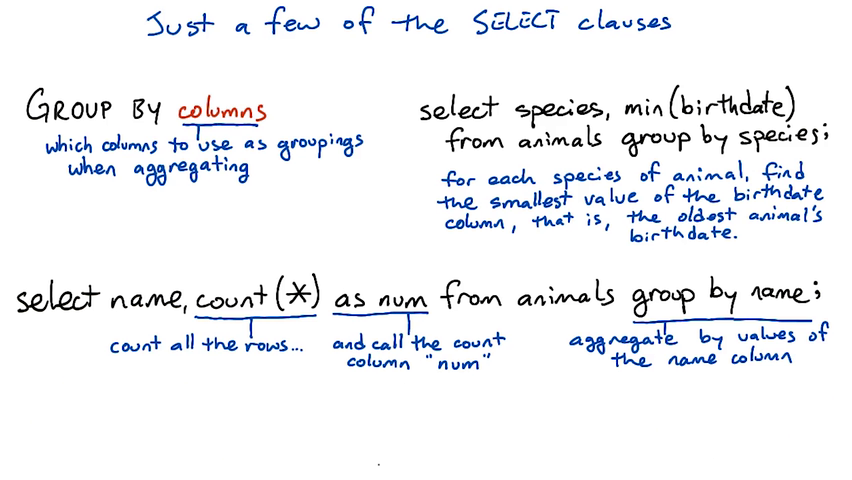 Just a few of the SELECT clauses
GROUP BY columns
which columns to use as groupings
when aggregating
select species, min(birthdate)
from animals group by species;
for each species of animal, find
the smallest value of the birthdate
column, that is, the oldest animal's
birthdate.
select name, count(*) as num from animals group by name;
count all the rows...
and call the count
column "num"
aggregate by values of
the name column